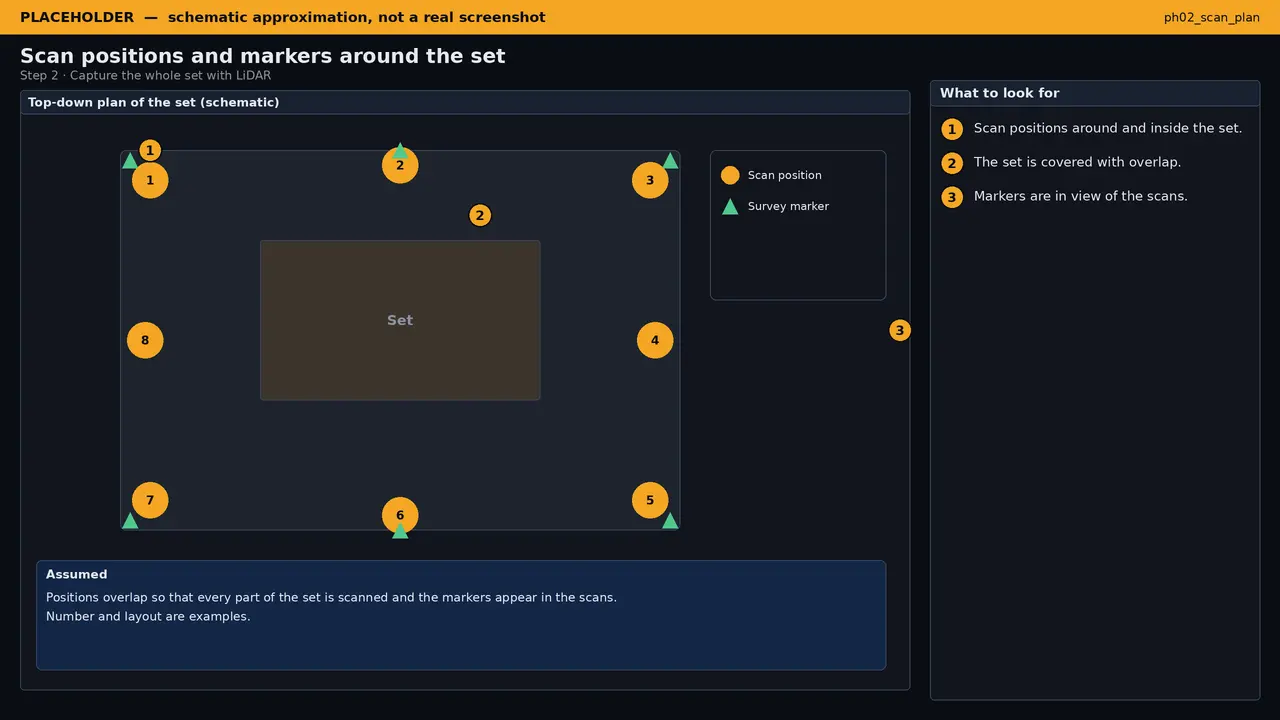 PLACEHOLDER — schematic approximation, not a real screenshot
ph02_scan_plan
Scan positions and markers around the set
Step 2 · Capture the whole set with LiDAR
Top-down plan of the set (schematic)
1
1
2
3
2
Set
8
4
7
6
5
Scan position
Survey marker
3
Assumed
Positions overlap so that every part of the set is scanned and the markers appear in the scans.
Number and layout are examples.
What to look for
1 Scan positions around and inside the set.
2 The set is covered with overlap.
3 Markers are in view of the scans.